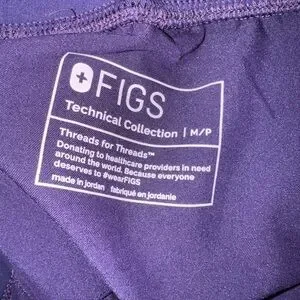 FIGS
Technical Collection | M/P
Threads for Threads™
Donating to healthcare providers in need
around the world. Because everyone
deserves to #wearFIGS
made in jordan fabriqué en jordanie